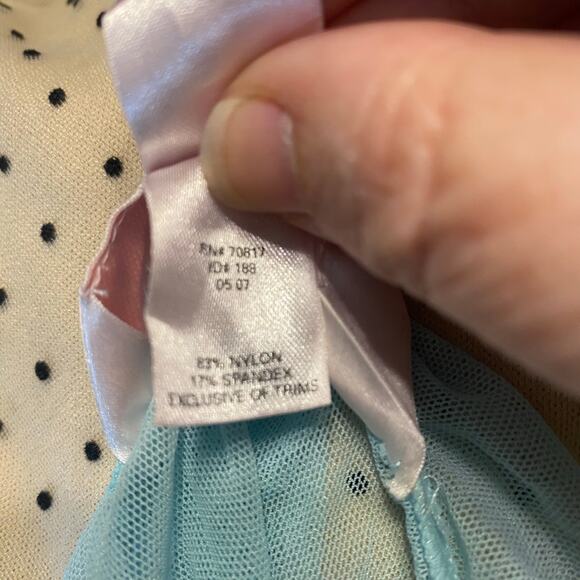 RN# 70817
ID# 188
05 07
83% NYLON
17% SPANDEX
EXCLUSIVE OF TRIMS